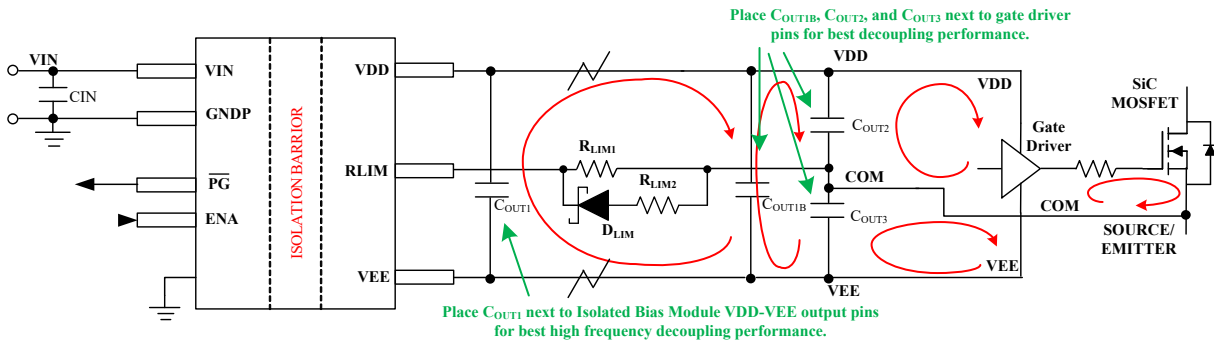 Place COUT1B, COUT2, and COUT3 next to gate driver
pins for best decoupling performance.
VIN
CIN
VIN
GNDP
PG
ENA
ISOLATION BARRIER
VDD
RLIM
VEE
COUT1
RLIM1
RLIM2
DLIM
COUT1B
VDD
COUT2
COM
COUT3
VEE
VDD
Gate
Driver
SiC
MOSFET
COM
SOURCE/
EMITTER
VEE
Place COUT1 next to Isolated Bias Module VDD-VEE output pins
for best high frequency decoupling performance.